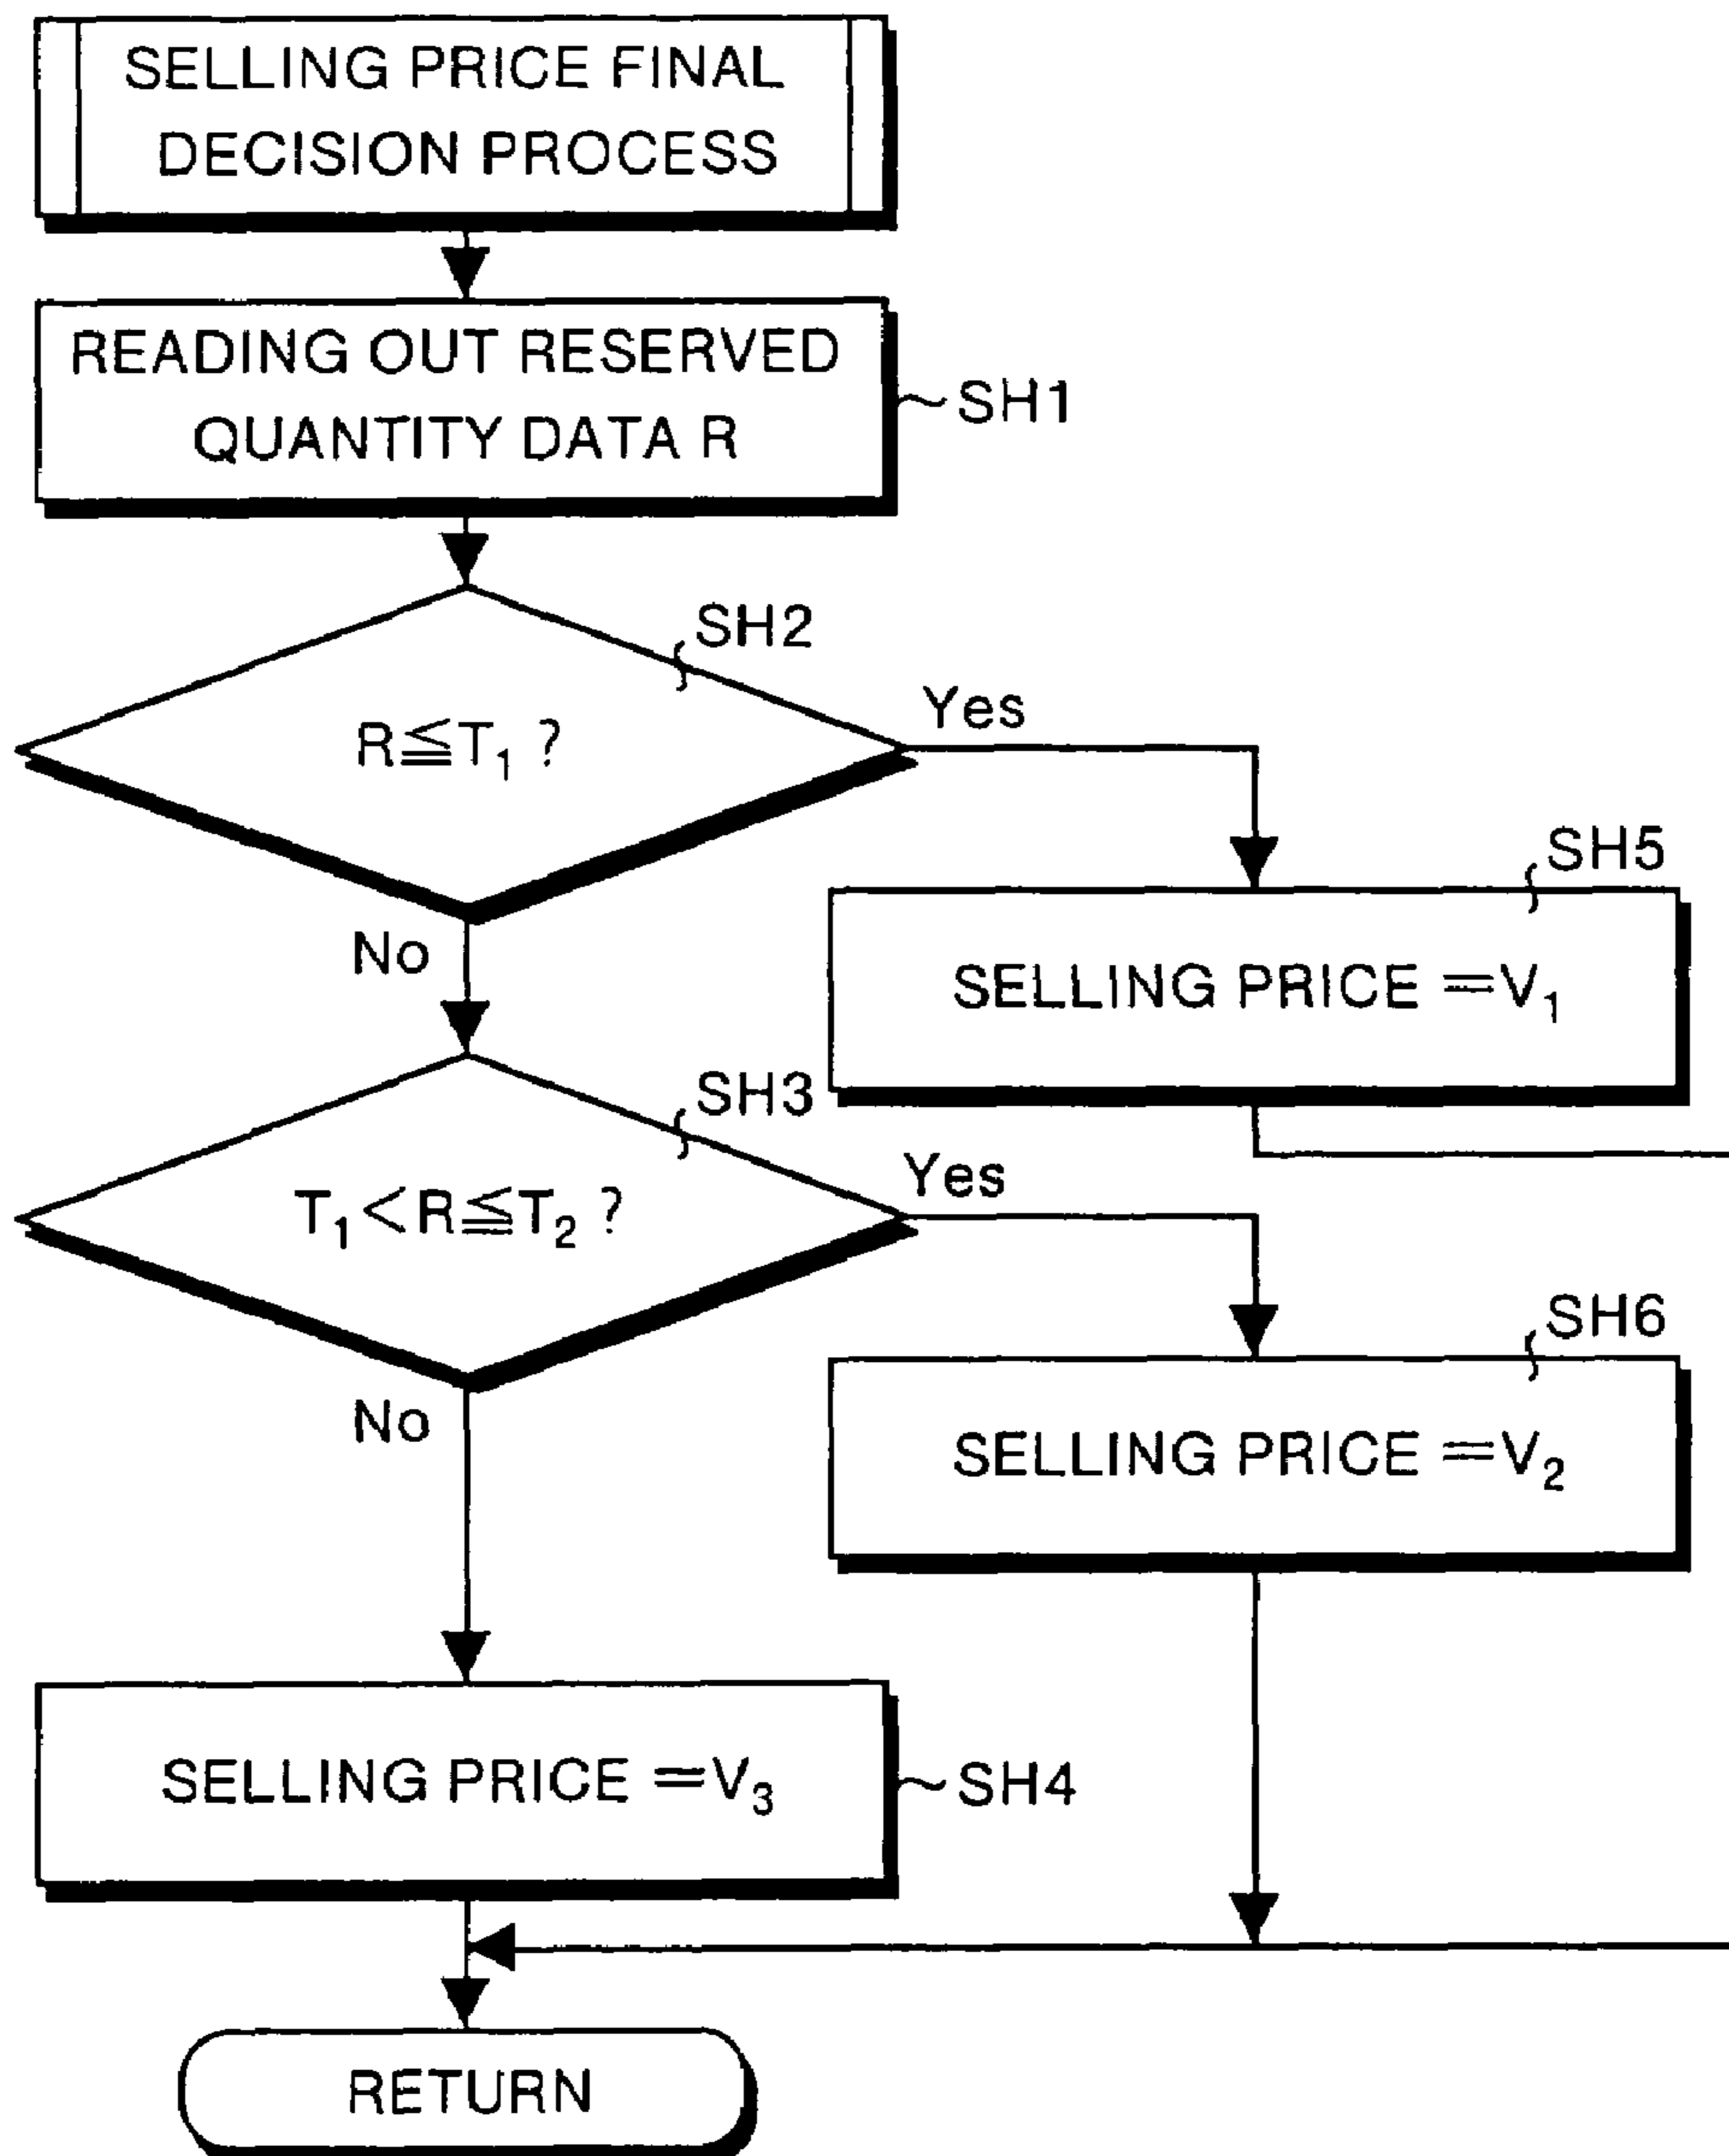 SELLING PRICE FINAL
DECISION PROCESS
READING OUT RESERVED
QUANTITY DATA R
SH1
SH2
R≦T₁ ?
Yes
No
SH5
SELLING PRICE =V₁
SH3
T₁<R≦T₂ ?
Yes
No
SH6
SELLING PRICE =V₂
SELLING PRICE =V₃
SH4
RETURN